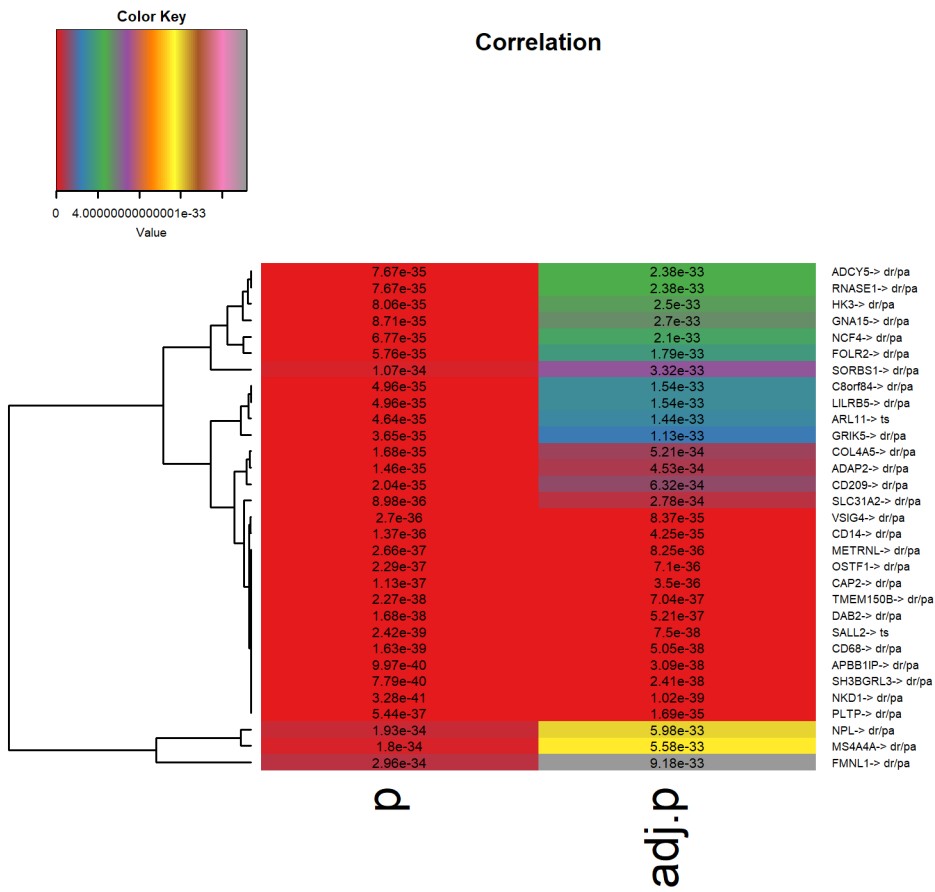 Color Key
Correlation
0 4.000000000000001e-33
Value
7.67e-35 2.38e-33 ADCY5-> dr/pa
7.67e-35 2.38e-33 RNASE1-> dr/pa
8.06e-35 2.5e-33 HK3-> dr/pa
8.71e-35 2.7e-33 GNA15-> dr/pa
6.77e-35 2.1e-33 NCF4-> dr/pa
5.76e-35 1.79e-33 FOLR2-> dr/pa
1.07e-34 3.32e-33 SORBS1-> dr/pa
4.96e-35 1.54e-33 C8orf84-> dr/pa
4.96e-35 1.54e-33 LILRB5-> dr/pa
4.64e-35 1.44e-33 ARL11-> ts
3.65e-35 1.13e-33 GRIK5-> dr/pa
1.68e-35 5.21e-34 COL4A5-> dr/pa
1.46e-35 4.53e-34 ADAP2-> dr/pa
2.04e-35 6.32e-34 CD209-> dr/pa
8.98e-36 2.78e-34 SLC31A2-> dr/pa
2.7e-36 8.37e-35 VSIG4-> dr/pa
1.37e-36 4.25e-35 CD14-> dr/pa
2.66e-37 8.25e-36 METRNL-> dr/pa
2.29e-37 7.1e-36 OSTF1-> dr/pa
1.13e-37 3.5e-36 CAP2-> dr/pa
2.27e-38 7.04e-37 TMEM150B-> dr/pa
1.68e-38 5.21e-37 DAB2-> dr/pa
2.42e-39 7.5e-38 SALL2-> ts
1.63e-39 5.05e-38 CD68-> dr/pa
9.97e-40 3.09e-38 APBB1IP-> dr/pa
7.79e-40 2.41e-38 SH3BGRL3-> dr/pa
3.28e-41 1.02e-39 NKD1-> dr/pa
5.44e-37 1.69e-35 PLTP-> dr/pa
1.93e-34 5.98e-33 NPL-> dr/pa
1.8e-34 5.58e-33 MS4A4A-> dr/pa
2.96e-34 9.18e-33 FMNL1-> dr/pa
p adj.p